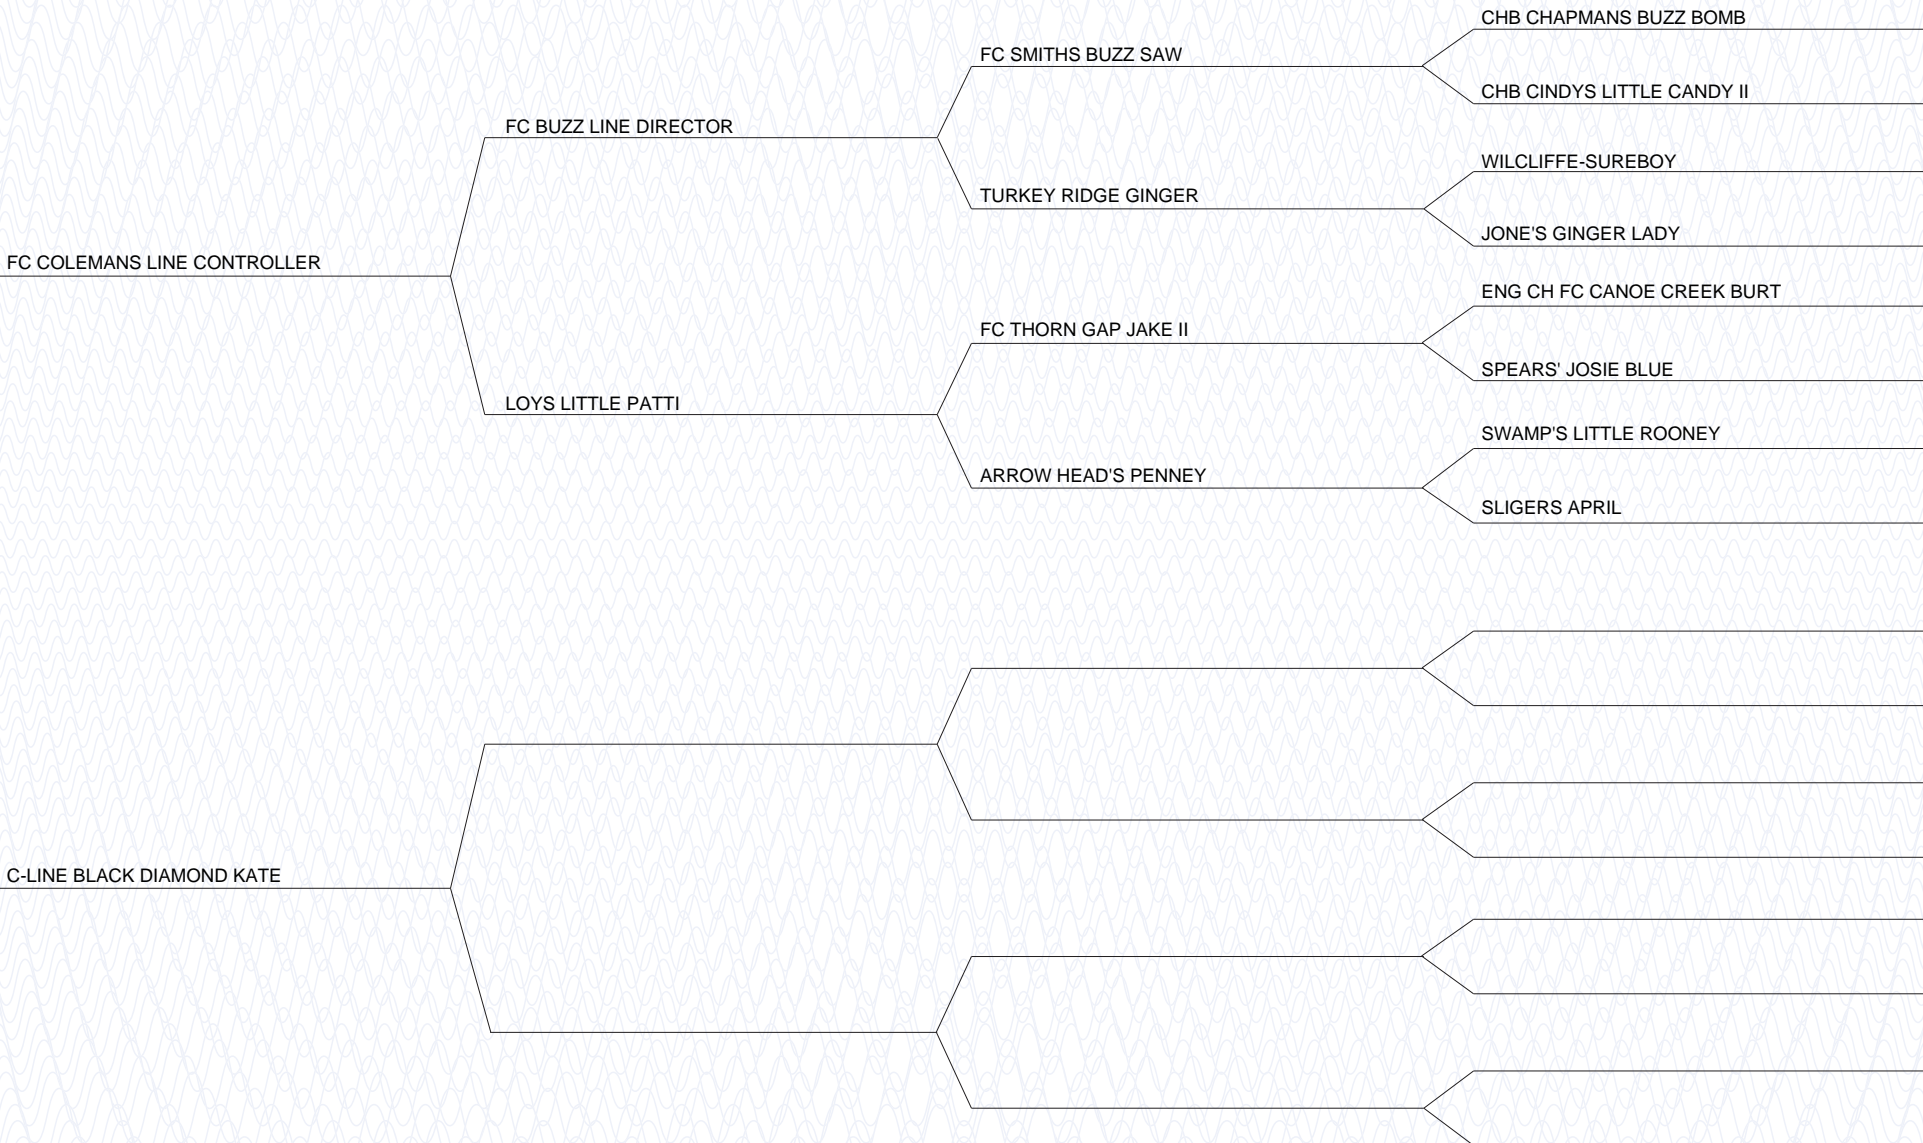 CHB CHAPMANS BUZZ BOMB
FC SMITHS BUZZ SAW
CHB CINDYS LITTLE CANDY II
FC BUZZ LINE DIRECTOR
WILCLIFFE-SUREBOY
TURKEY RIDGE GINGER
JONE'S GINGER LADY
FC COLEMANS LINE CONTROLLER
ENG CH FC CANOE CREEK BURT
FC THORN GAP JAKE II
SPEARS' JOSIE BLUE
LOYS LITTLE PATTI
SWAMP'S LITTLE ROONEY
ARROW HEAD'S PENNEY
SLIGERS APRIL
C-LINE BLACK DIAMOND KATE